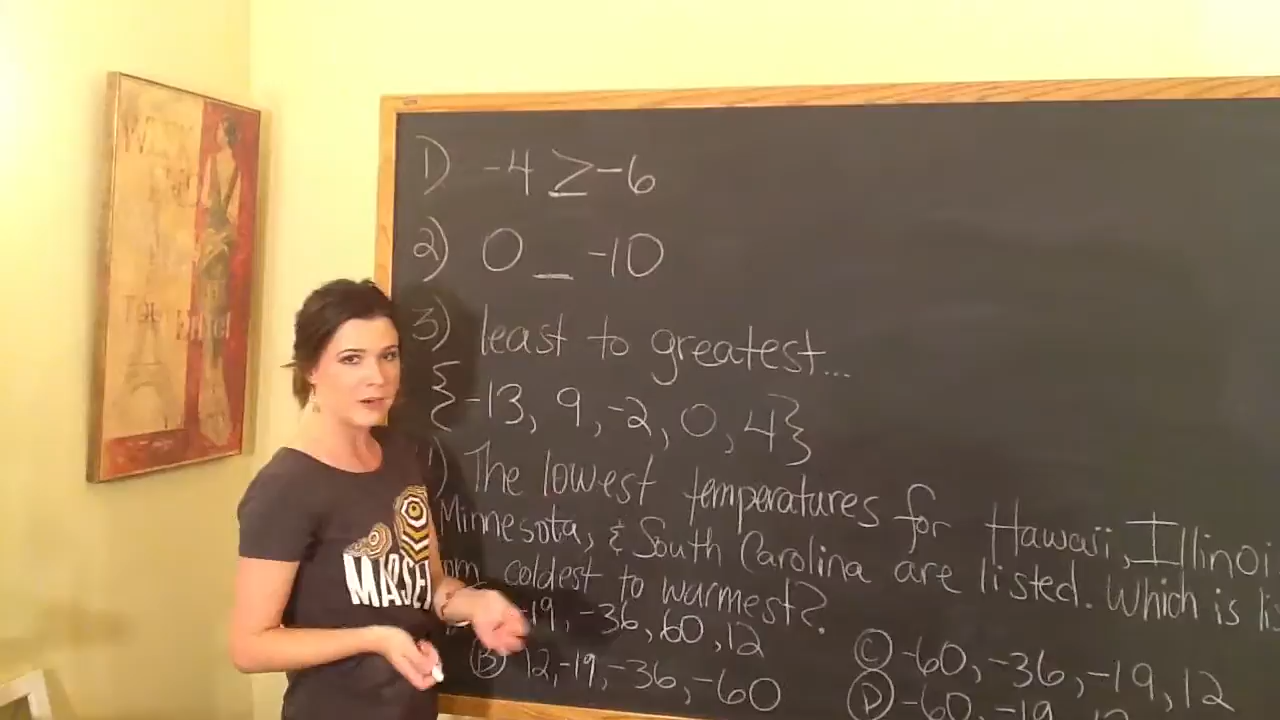 1) -4 ≥ -6
2) 0 _ -10
3) least to greatest...
{-13, 9, -2, 0, 4}
) The lowest temperatures for Hawaii, Illinoi
Minnesota, & South Carolina are listed. Which is lis
om coldest to warmest?
-19, -36, 60, 12
Ⓑ 12, -19, -36, -60
Ⓒ -60, -36, -19, 12
Ⓓ -60, -19